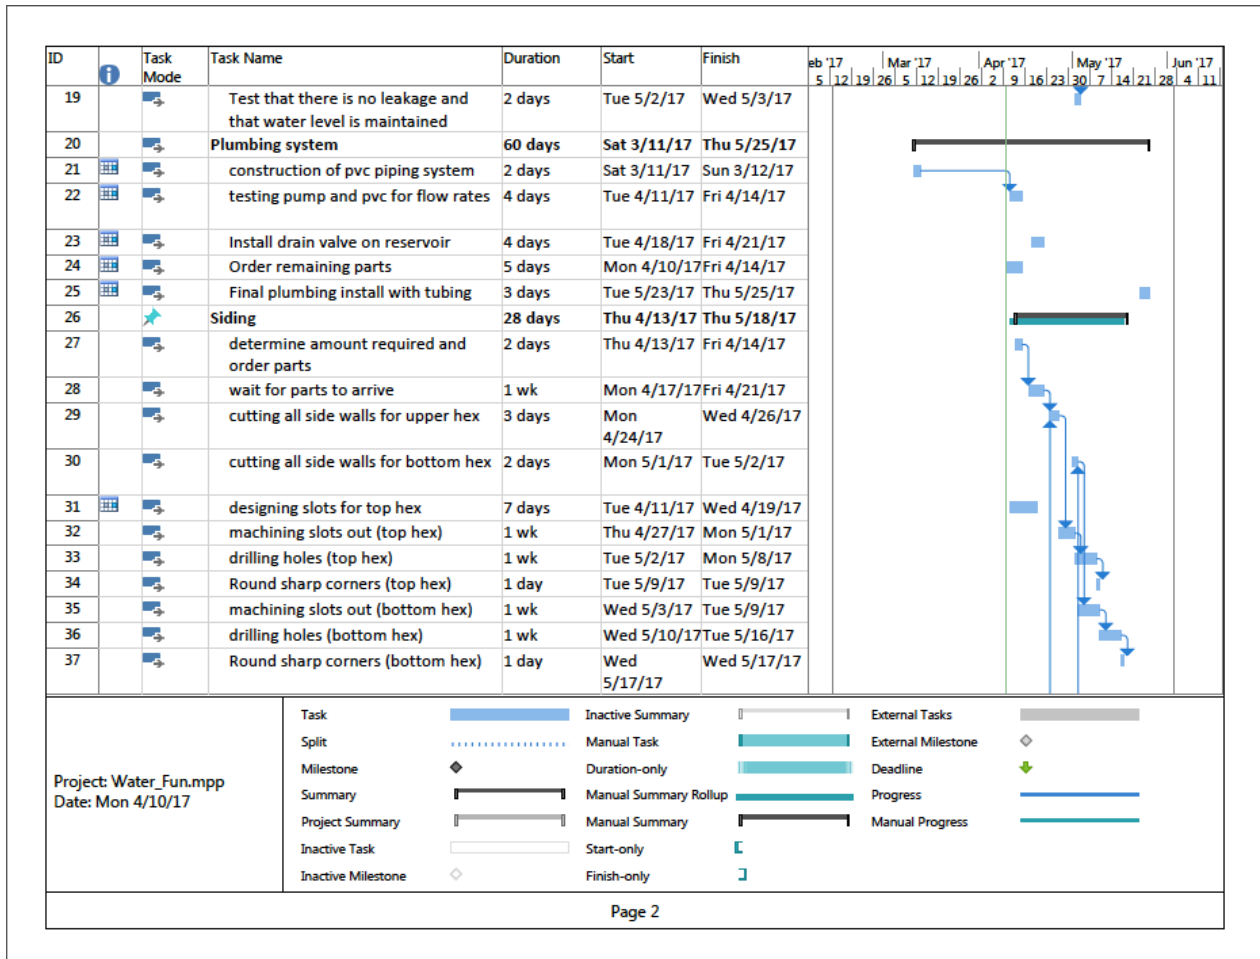 ID Task Mode Task Name Duration Start Finish eb '17 Mar '17 Apr '17 May '17 Jun '17
5 12 19 26 5 12 19 26 2 9 16 23 30 7 14 21 28 4 11
19 Test that there is no leakage and 2 days Tue 5/2/17 Wed 5/3/17
that water level is maintained
20 Plumbing system 60 days Sat 3/11/17 Thu 5/25/17
21 construction of pvc piping system 2 days Sat 3/11/17 Sun 3/12/17
22 testing pump and pvc for flow rates 4 days Tue 4/11/17 Fri 4/14/17
23 Install drain valve on reservoir 4 days Tue 4/18/17 Fri 4/21/17
24 Order remaining parts 5 days Mon 4/10/17 Fri 4/14/17
25 Final plumbing install with tubing 3 days Tue 5/23/17 Thu 5/25/17
26 Siding 28 days Thu 4/13/17 Thu 5/18/17
27 determine amount required and 2 days Thu 4/13/17 Fri 4/14/17
order parts
28 wait for parts to arrive 1 wk Mon 4/17/17 Fri 4/21/17
29 cutting all side walls for upper hex 3 days Mon Wed 4/26/17
4/24/17
30 cutting all side walls for bottom hex 2 days Mon 5/1/17 Tue 5/2/17
31 designing slots for top hex 7 days Tue 4/11/17 Wed 4/19/17
32 machining slots out (top hex) 1 wk Thu 4/27/17 Mon 5/1/17
33 drilling holes (top hex) 1 wk Tue 5/2/17 Mon 5/8/17
34 Round sharp corners (top hex) 1 day Tue 5/9/17 Tue 5/9/17
35 machining slots out (bottom hex) 1 wk Wed 5/3/17 Tue 5/9/17
36 drilling holes (bottom hex) 1 wk Wed 5/10/17 Tue 5/16/17
37 Round sharp corners (bottom hex) 1 day Wed Wed 5/17/17
5/17/17
Project: Water_Fun.mpp
Date: Mon 4/10/17
Task Inactive Summary External Tasks
Split Manual Task External Milestone
Milestone Duration-only Deadline
Summary Manual Summary Rollup Progress
Project Summary Manual Summary Manual Progress
Inactive Task Start-only
Inactive Milestone Finish-only
Page 2